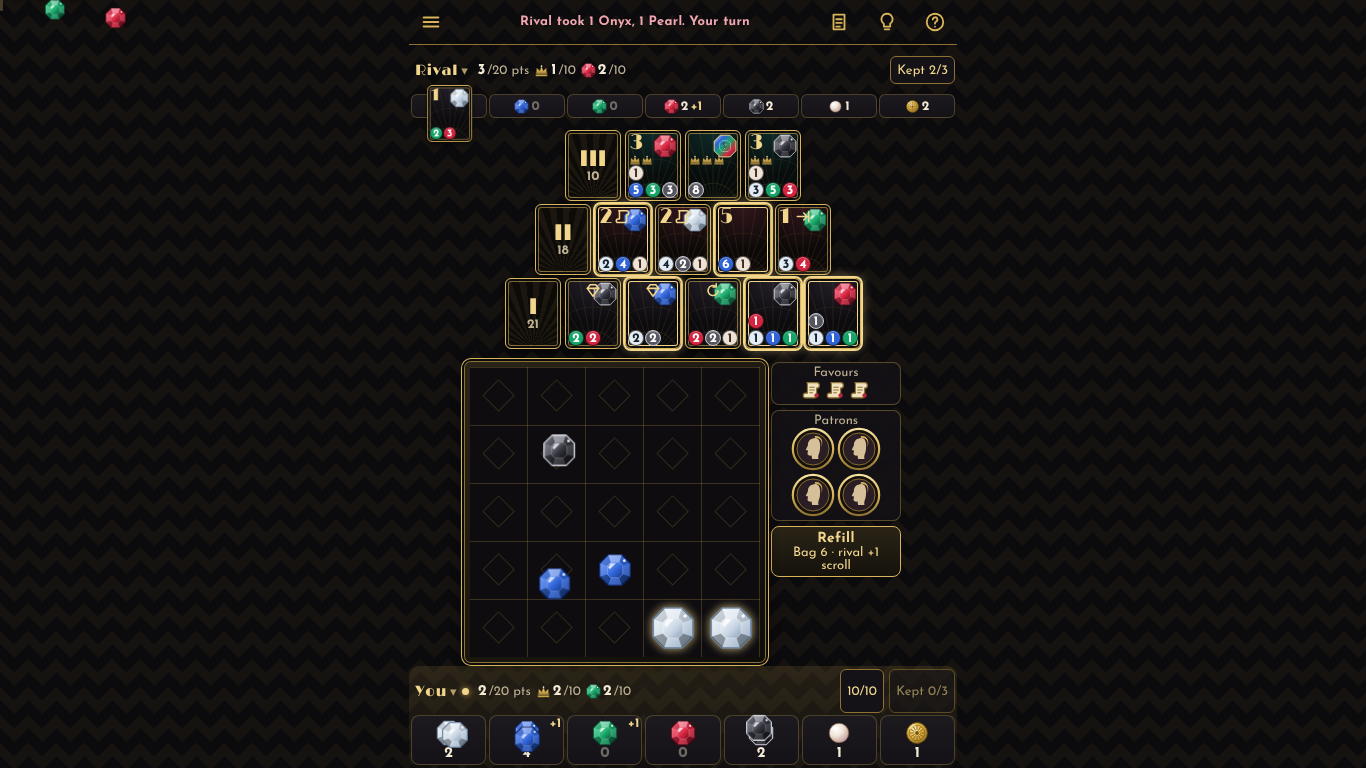 Rival took 1 Onyx, 1 Pearl. Your turn
Rival ▾ 3/20 pts 1/10 2/10
Kept 2/3
1 2 3
0 0 2 +1 2 1 2
III 10
3 1 5 3 3
8
3 1 3 5 3
II 18
2 2 4 1
2 4 2 1
5 6 1
1 3 4
I 21
2 2
2 2
2 2 1
1 1 1 1
1 1 1 1
Favours
Patrons
Refill
Bag 6 · rival +1
scroll
You ▾ 2/20 pts 2/10 2/10
10/10
Kept 0/3
+1 +1
2 4 0 0 2 1 1